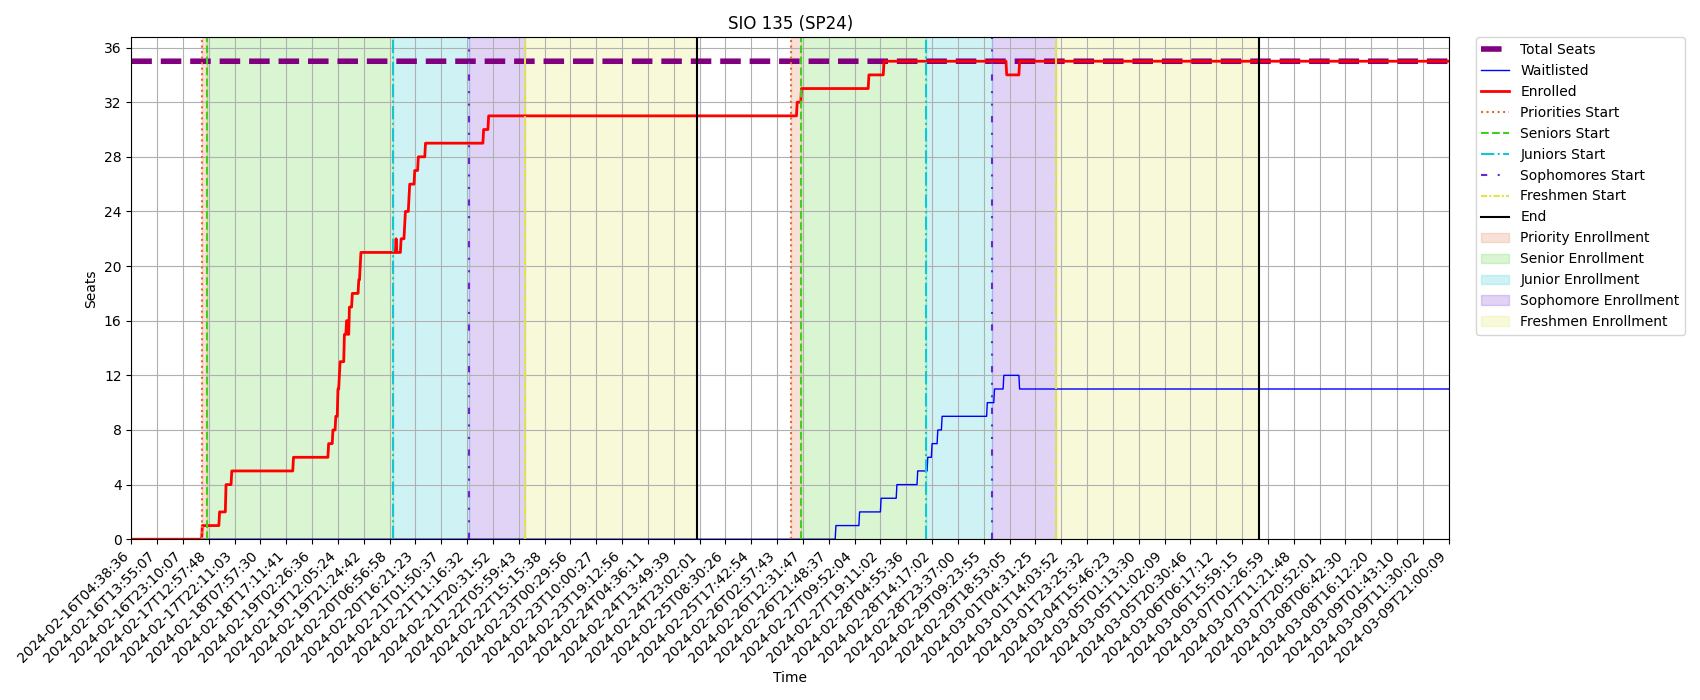 SIO 135 (SP24)
Seats
36
32
28
24
20
16
12
8
4
0
2024-02-16T04:38:36
2024-02-16T13:55:07
2024-02-16T23:10:07
2024-02-17T12:57:48
2024-02-17T22:11:03
2024-02-18T07:57:30
2024-02-18T17:11:41
2024-02-19T02:26:36
2024-02-19T12:05:24
2024-02-19T21:24:42
2024-02-20T06:56:58
2024-02-20T16:21:23
2024-02-21T01:50:37
2024-02-21T11:16:32
2024-02-21T20:31:52
2024-02-22T05:59:43
2024-02-22T15:15:38
2024-02-23T00:29:56
2024-02-23T10:00:27
2024-02-23T19:12:56
2024-02-24T04:36:11
2024-02-24T13:49:39
2024-02-24T23:02:01
2024-02-25T08:30:26
2024-02-25T17:42:54
2024-02-26T02:57:43
2024-02-26T12:31:47
2024-02-26T21:48:37
2024-02-27T09:52:04
2024-02-27T19:11:02
2024-02-28T04:55:36
2024-02-28T14:17:02
2024-02-28T23:37:00
2024-02-29T09:23:55
2024-02-29T18:53:05
2024-03-01T04:31:25
2024-03-01T14:03:52
2024-03-01T23:25:32
2024-03-04T15:46:23
2024-03-05T01:13:30
2024-03-05T11:02:09
2024-03-05T20:30:46
2024-03-06T06:17:12
2024-03-06T15:59:15
2024-03-07T01:26:59
2024-03-07T11:21:48
2024-03-07T20:52:01
2024-03-08T06:42:30
2024-03-08T16:12:20
2024-03-09T01:43:10
2024-03-09T11:30:02
2024-03-09T21:00:09
Time
Total Seats
Waitlisted
Enrolled
Priorities Start
Seniors Start
Juniors Start
Sophomores Start
Freshmen Start
End
Priority Enrollment
Senior Enrollment
Junior Enrollment
Sophomore Enrollment
Freshmen Enrollment